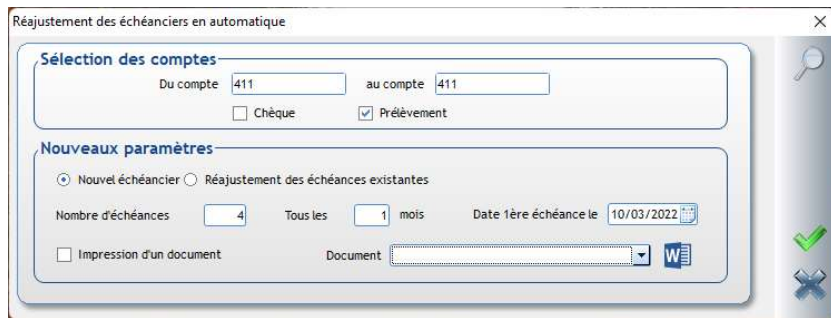 Réajustement des échéanciers en automatique
Sélection des comptes
Du compte 411 au compte 411
Chèque Prélèvement
Nouveaux paramètres
Nouvel échéancier Réajustement des échéances existantes
Nombre d'échéances 4 Tous les 1 mois Date 1ère échéance le 10/03/2022
Impression d'un document Document W